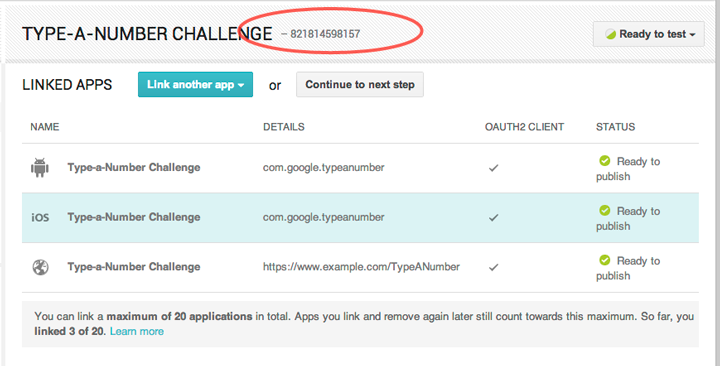 TYPE-A-NUMBER CHALLENGE – 821814598157 Ready to test
LINKED APPS Link another app or Continue to next step
NAME DETAILS OAUTH2 CLIENT STATUS
Type-a-Number Challenge com.google.typeanumber Ready to
publish
iOS Type-a-Number Challenge com.google.typeanumber Ready to
publish
Type-a-Number Challenge https://www.example.com/TypeANumber Ready to
publish
You can link a maximum of 20 applications in total. Apps you link and remove again later still count towards this maximum. So far, you
linked 3 of 20. Learn more